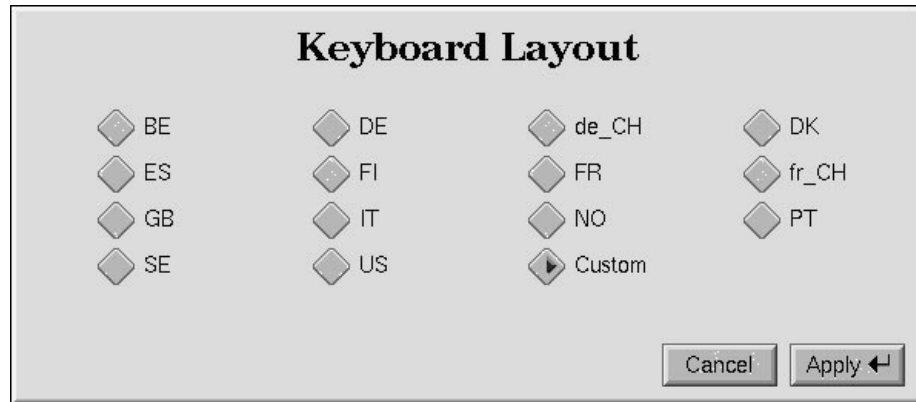 Keyboard Layout
BE DE de_CH DK
ES FI FR fr_CH
GB IT NO PT
SE US Custom
Cancel Apply